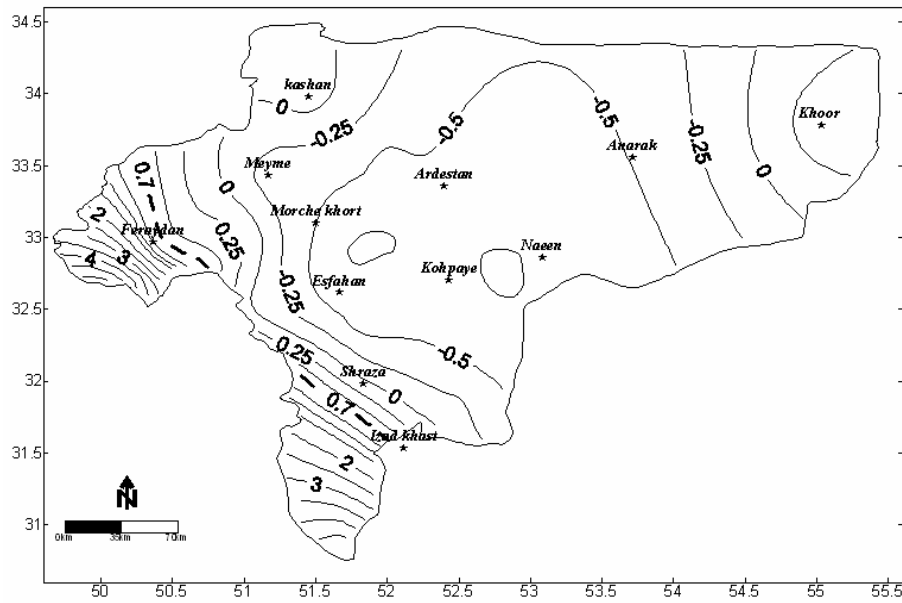 34.5
34
33.5
33
32.5
32
31.5
31
50
50.5
51
51.5
52
52.5
53
53.5
54
54.5
55
55.5
kashan
0
-0.25
-0.5
-0.5
-0.25
0
Khoor
Anarak
Meyme
Ardestan
0.7
0
Morche khort
2
Fereydan
3
4
0.25
Naeen
Kohpaye
Esfahan
-0.25
-0.5
0.25
Shraza
0
0.7
Izad khast
2
3
N
0km
35km
70km